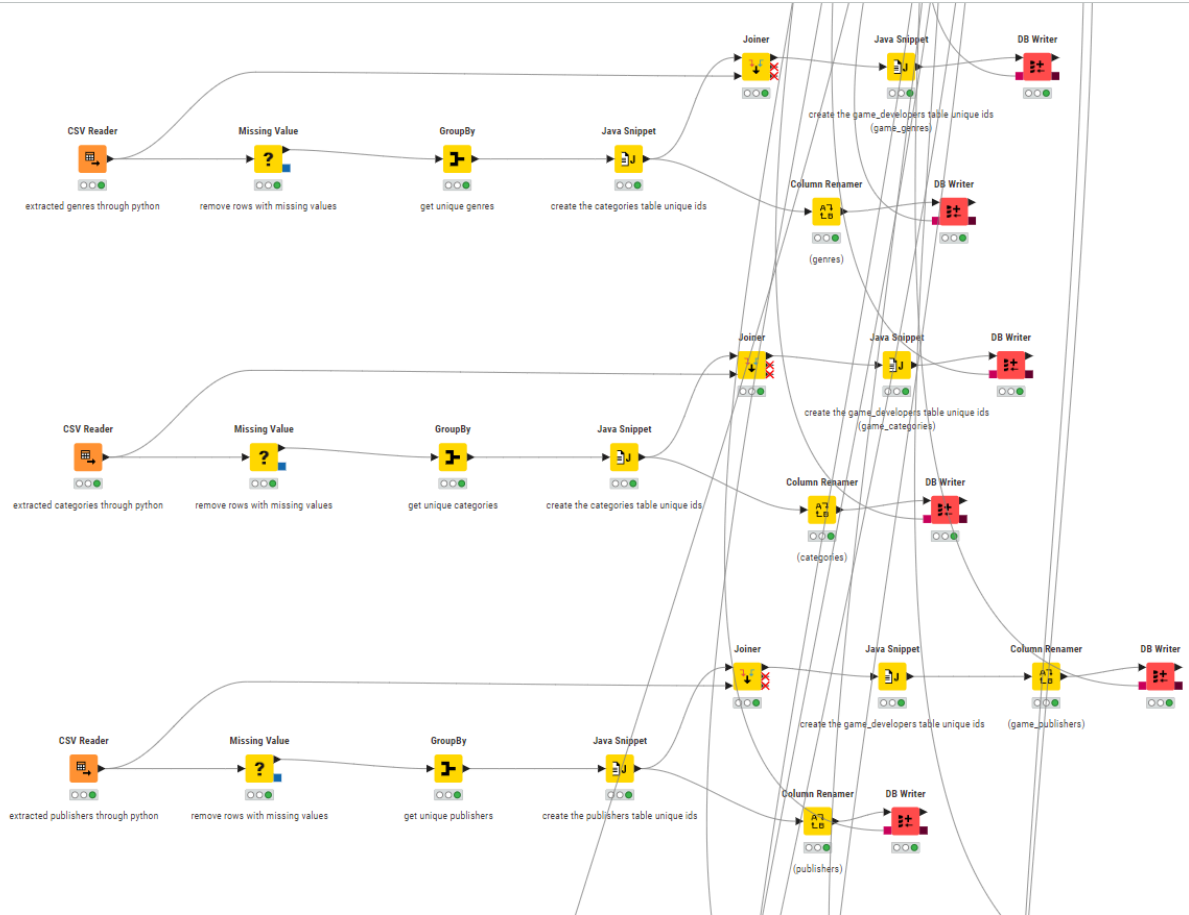 Joiner
Java Snippet
DB Writer
create the game_developers table unique ids
(game_genres)
CSV Reader
Missing Value
GroupBy
Java Snippet
extracted genres through python
remove rows with missing values
get unique genres
create the categories table unique ids
Column Renamer
DB Writer
(genres)
Joiner
Java Snippet
DB Writer
create the game_developers table unique ids
(game_categories)
CSV Reader
Missing Value
GroupBy
Java Snippet
extracted categories through python
remove rows with missing values
get unique categories
create the categories table unique ids
Column Renamer
DB Writer
(categories)
Joiner
Java Snippet
Column Renamer
DB Writer
create the game_developers table unique ids
(game_publishers)
CSV Reader
Missing Value
GroupBy
Java Snippet
extracted publishers through python
remove rows with missing values
get unique publishers
create the publishers table unique ids
Column Renamer
DB Writer
(publishers)